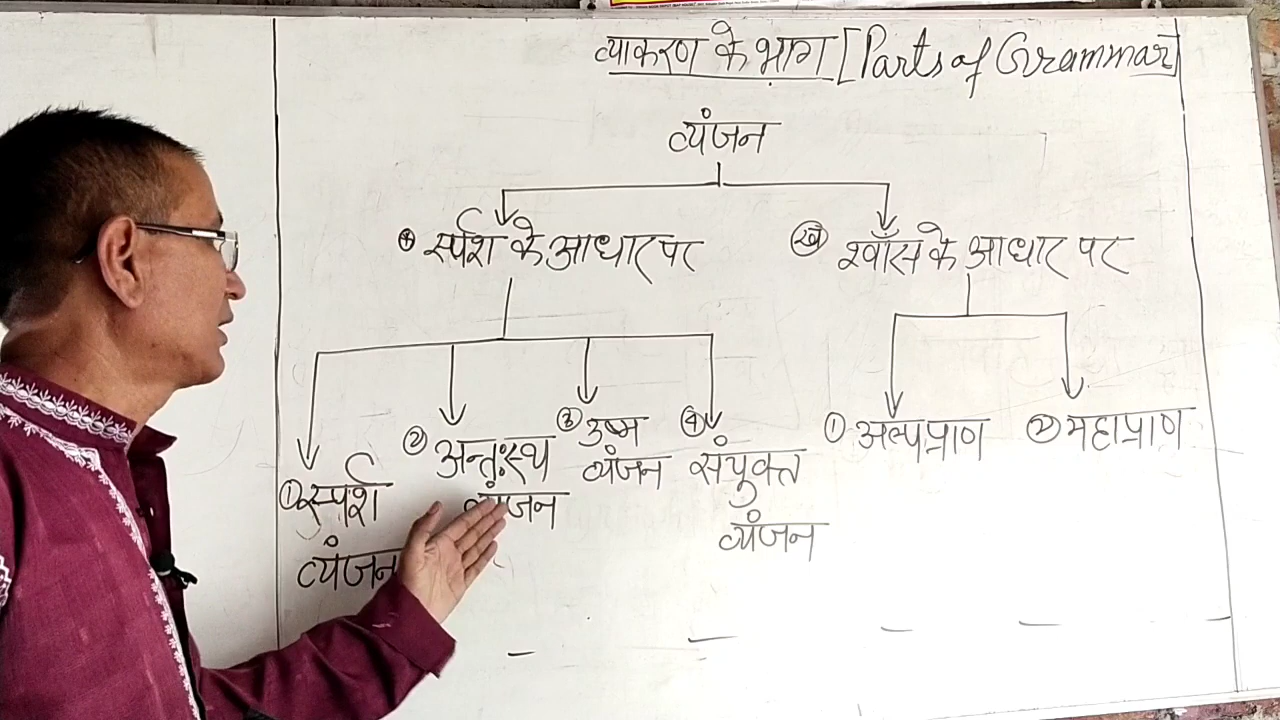 व्याकरण के भाग [Parts of Grammar]
व्यंजन
स्पर्श के आधार पर
(ख) श्वाँस के आधार पर
① स्पर्श
व्यंजन
② अन्तःस्थ
व्यंजन
③ उष्म
व्यंजन
④ संयुक्त
व्यंजन
① अल्पप्राण
② महाप्राण